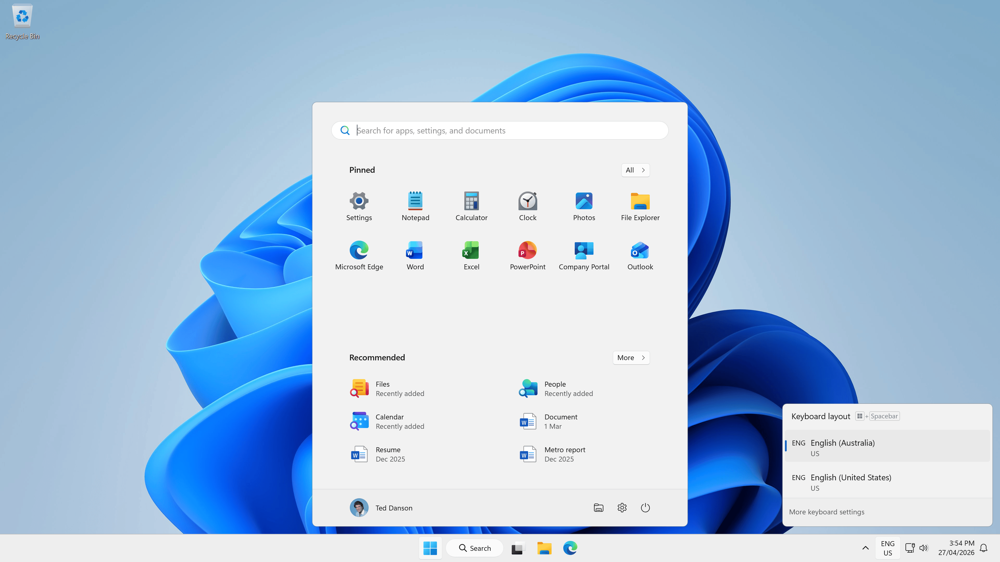 Recycle Bin
Search for apps, settings, and documents
Pinned
All
Settings
Notepad
Calculator
Clock
Photos
File Explorer
Microsoft Edge
Word
Excel
PowerPoint
Company Portal
Outlook
Recommended
More
Files
Recently added
People
Recently added
Calendar
Recently added
Document
1 Mar
Resume
Dec 2025
Metro report
Dec 2025
Ted Danson
Keyboard layout + Spacebar
ENG English (Australia)
US
ENG English (United States)
US
More keyboard settings
Search
ENG
US
3:54 PM
27/04/2026